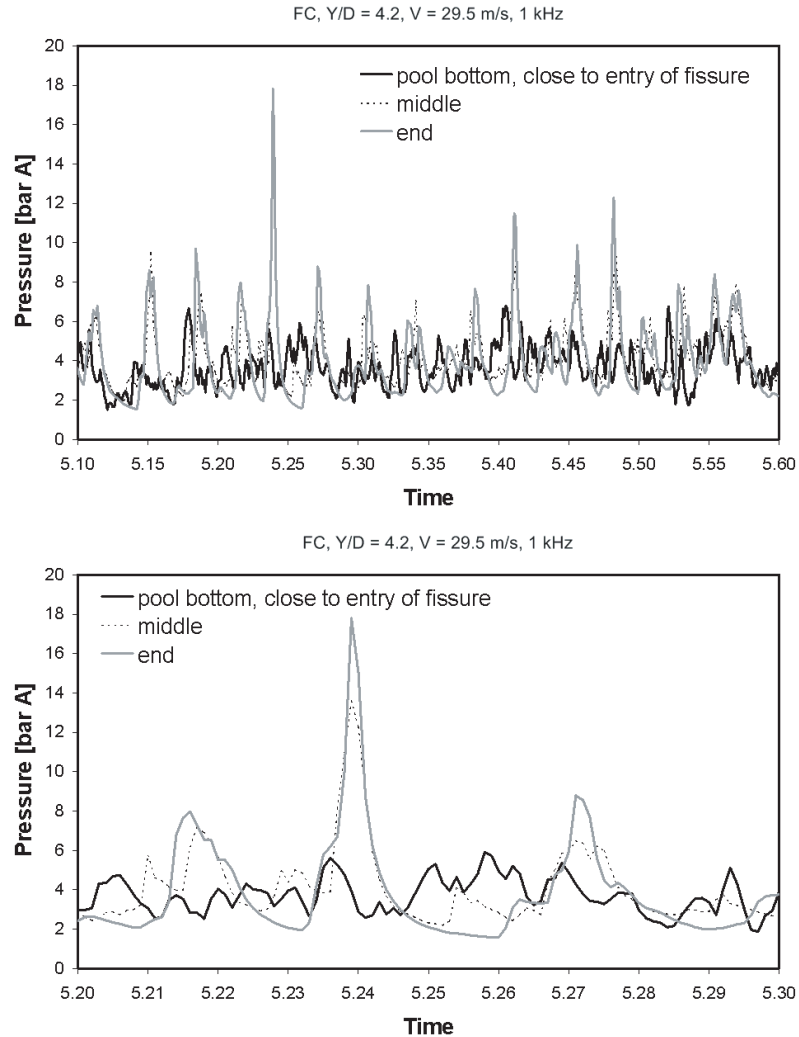 FC, Y/D = 4.2, V = 29.5 m/s, 1 kHz
20
18
16
14
12
10
8
6
4
2
0
Pressure [bar A]
pool bottom, close to entry of fissure
middle
end
5.10 5.15 5.20 5.25 5.30 5.35 5.40 5.45 5.50 5.55 5.60
Time
FC, Y/D = 4.2, V = 29.5 m/s, 1 kHz
20
18
16
14
12
10
8
6
4
2
0
Pressure [bar A]
pool bottom, close to entry of fissure
middle
end
5.20 5.21 5.22 5.23 5.24 5.25 5.26 5.27 5.28 5.29 5.30
Time